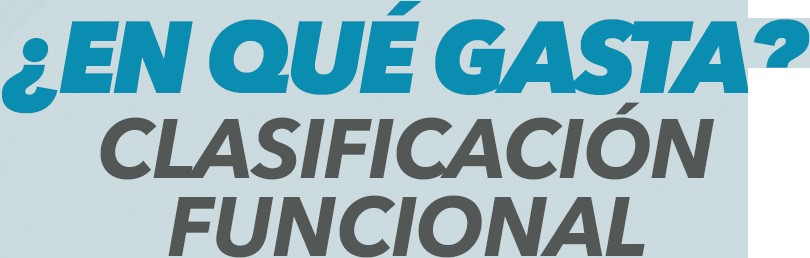 ¿EN QUÉ GASTA?
CLASIFICACIÓN
FUNCIONAL